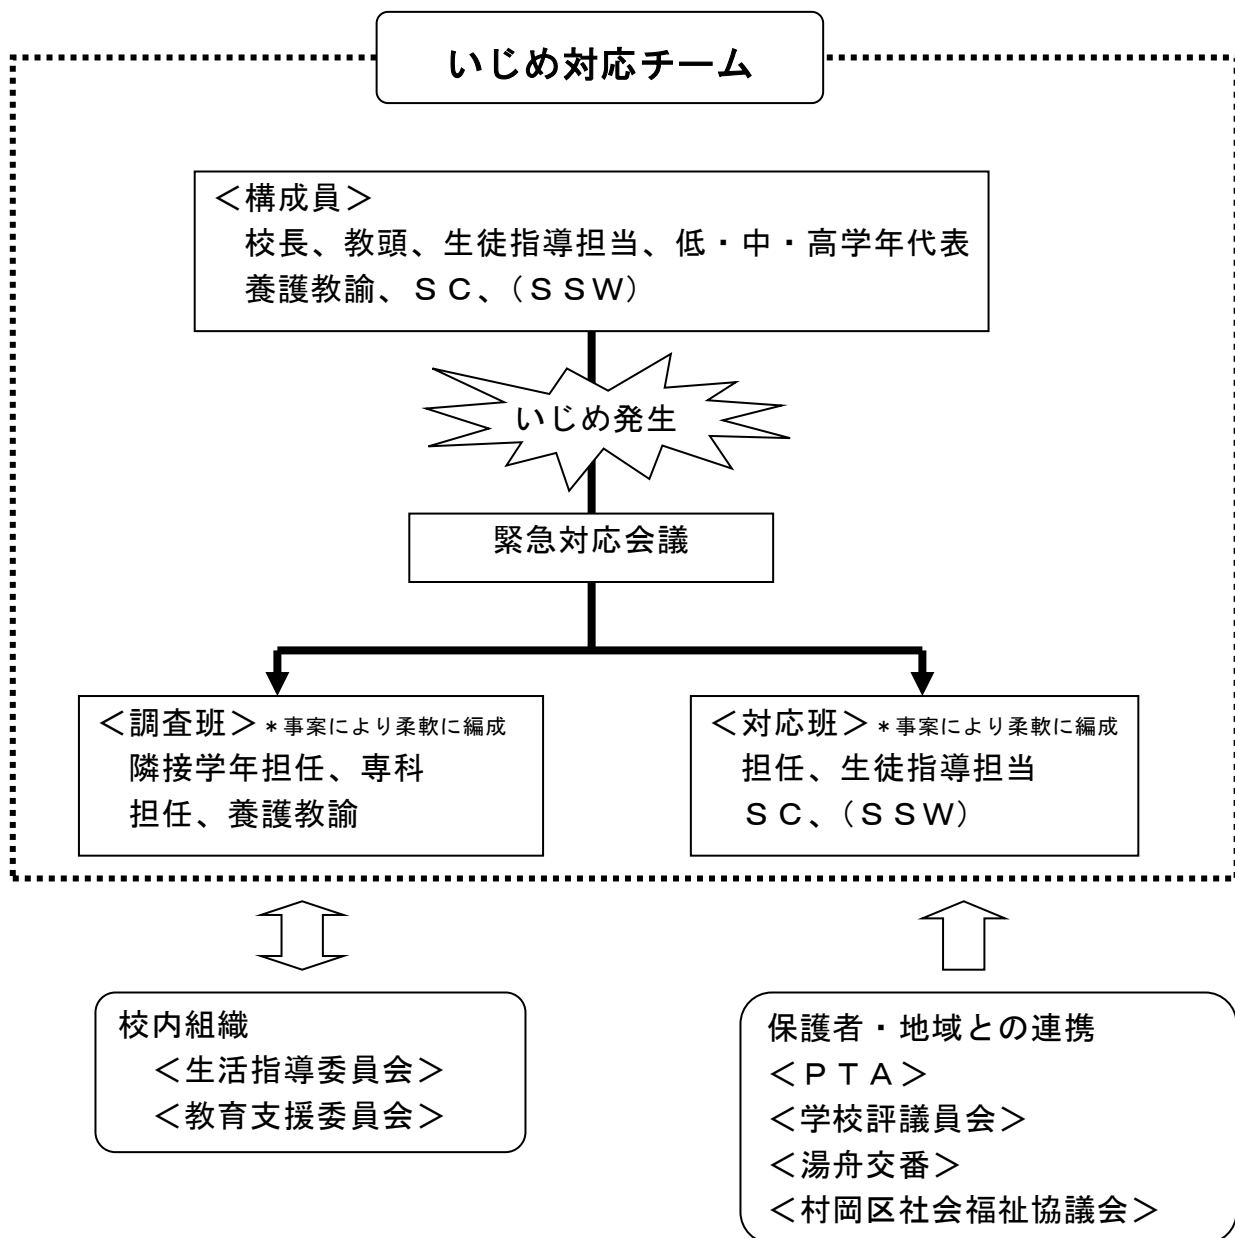 いじめ対応チーム
＜構成員＞
校長、教頭、生徒指導担当、低・中・高学年代表
養護教諭、ＳＣ、（ＳＳＷ）
いじめ発生
緊急対応会議
＜調査班＞＊事案により柔軟に編成
隣接学年担任、専科
担任、養護教諭
＜対応班＞＊事案により柔軟に編成
担任、生徒指導担当
ＳＣ、（ＳＳＷ）
校内組織
＜生活指導委員会＞
＜教育支援委員会＞
保護者・地域との連携
＜ＰＴＡ＞
＜学校評議員会＞
＜湯舟交番＞
＜村岡区社会福祉協議会＞